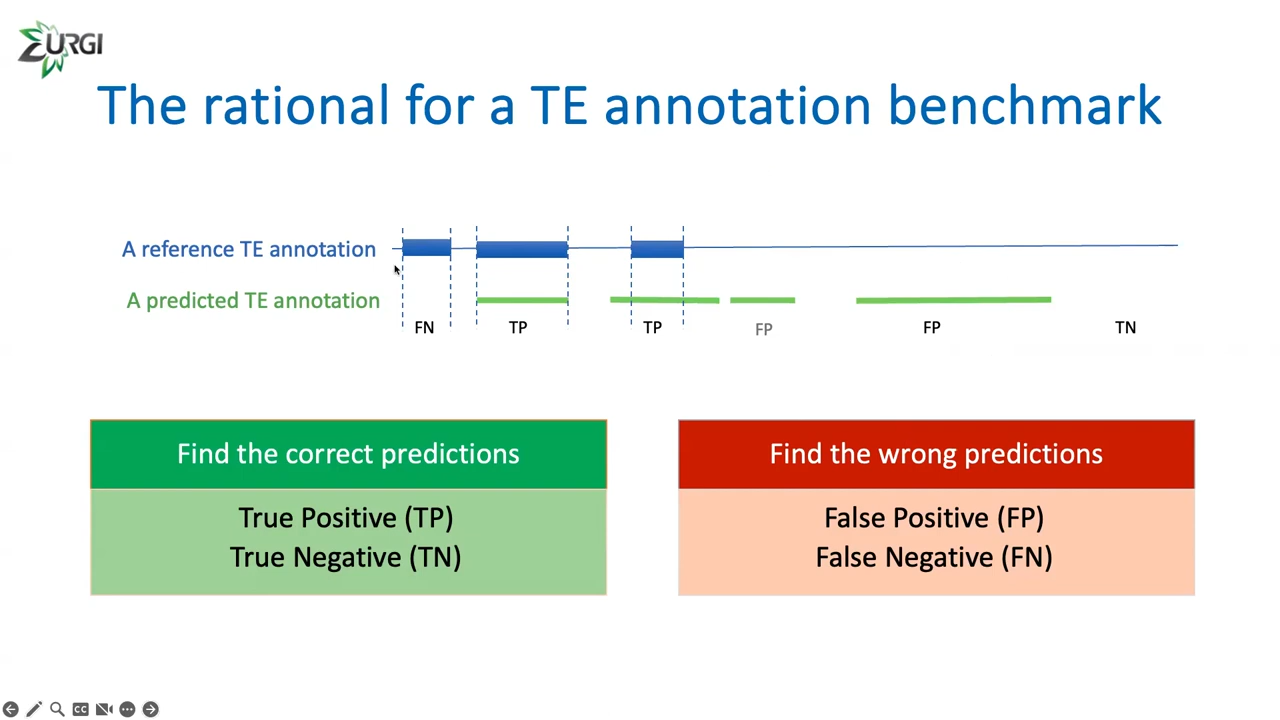 URGI
The rational for a TE annotation benchmark
A reference TE annotation
A predicted TE annotation
FN TP TP FP FP TN
Find the correct predictions
True Positive (TP)
True Negative (TN)
Find the wrong predictions
False Positive (FP)
False Negative (FN)
CC